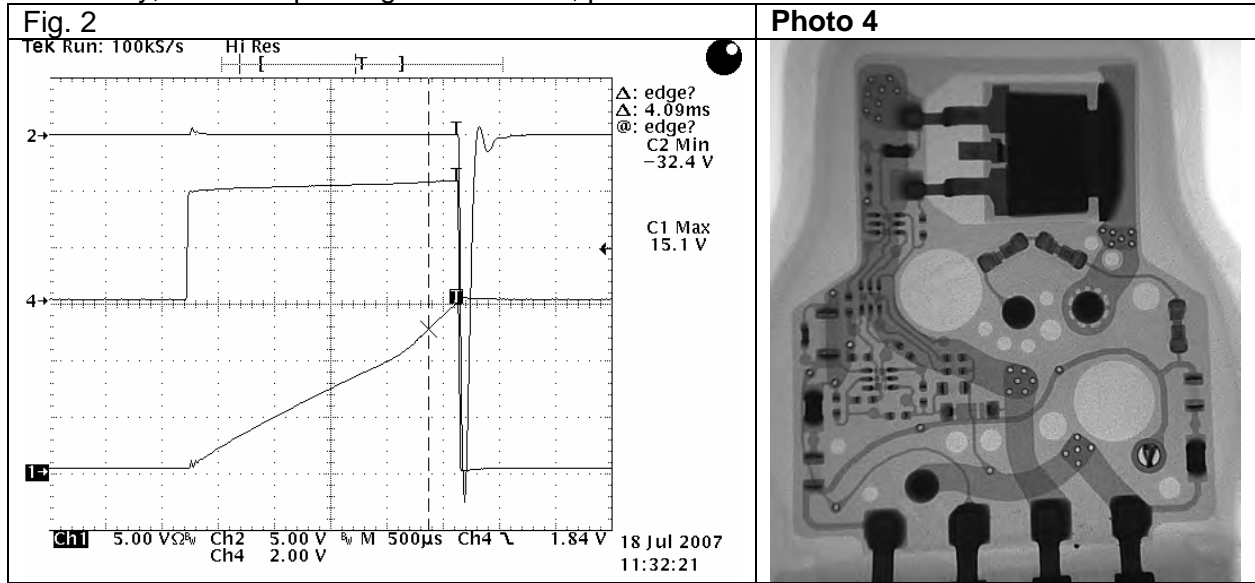 Fig. 2
Photo 4
Tek Run: 100kS/s Hi Res
[ T ]
Δ: edge?
Δ: 4.09ms
@: edge?
C2 Min
-32.4 V
C1 Max
15.1 V
2→
T
T
4→
T
1→
Ch1 5.00 VΩBw Ch2 5.00 V Bw M 500µs Ch4 1.84 V
Ch4 2.00 V
18 Jul 2007
11:32:21